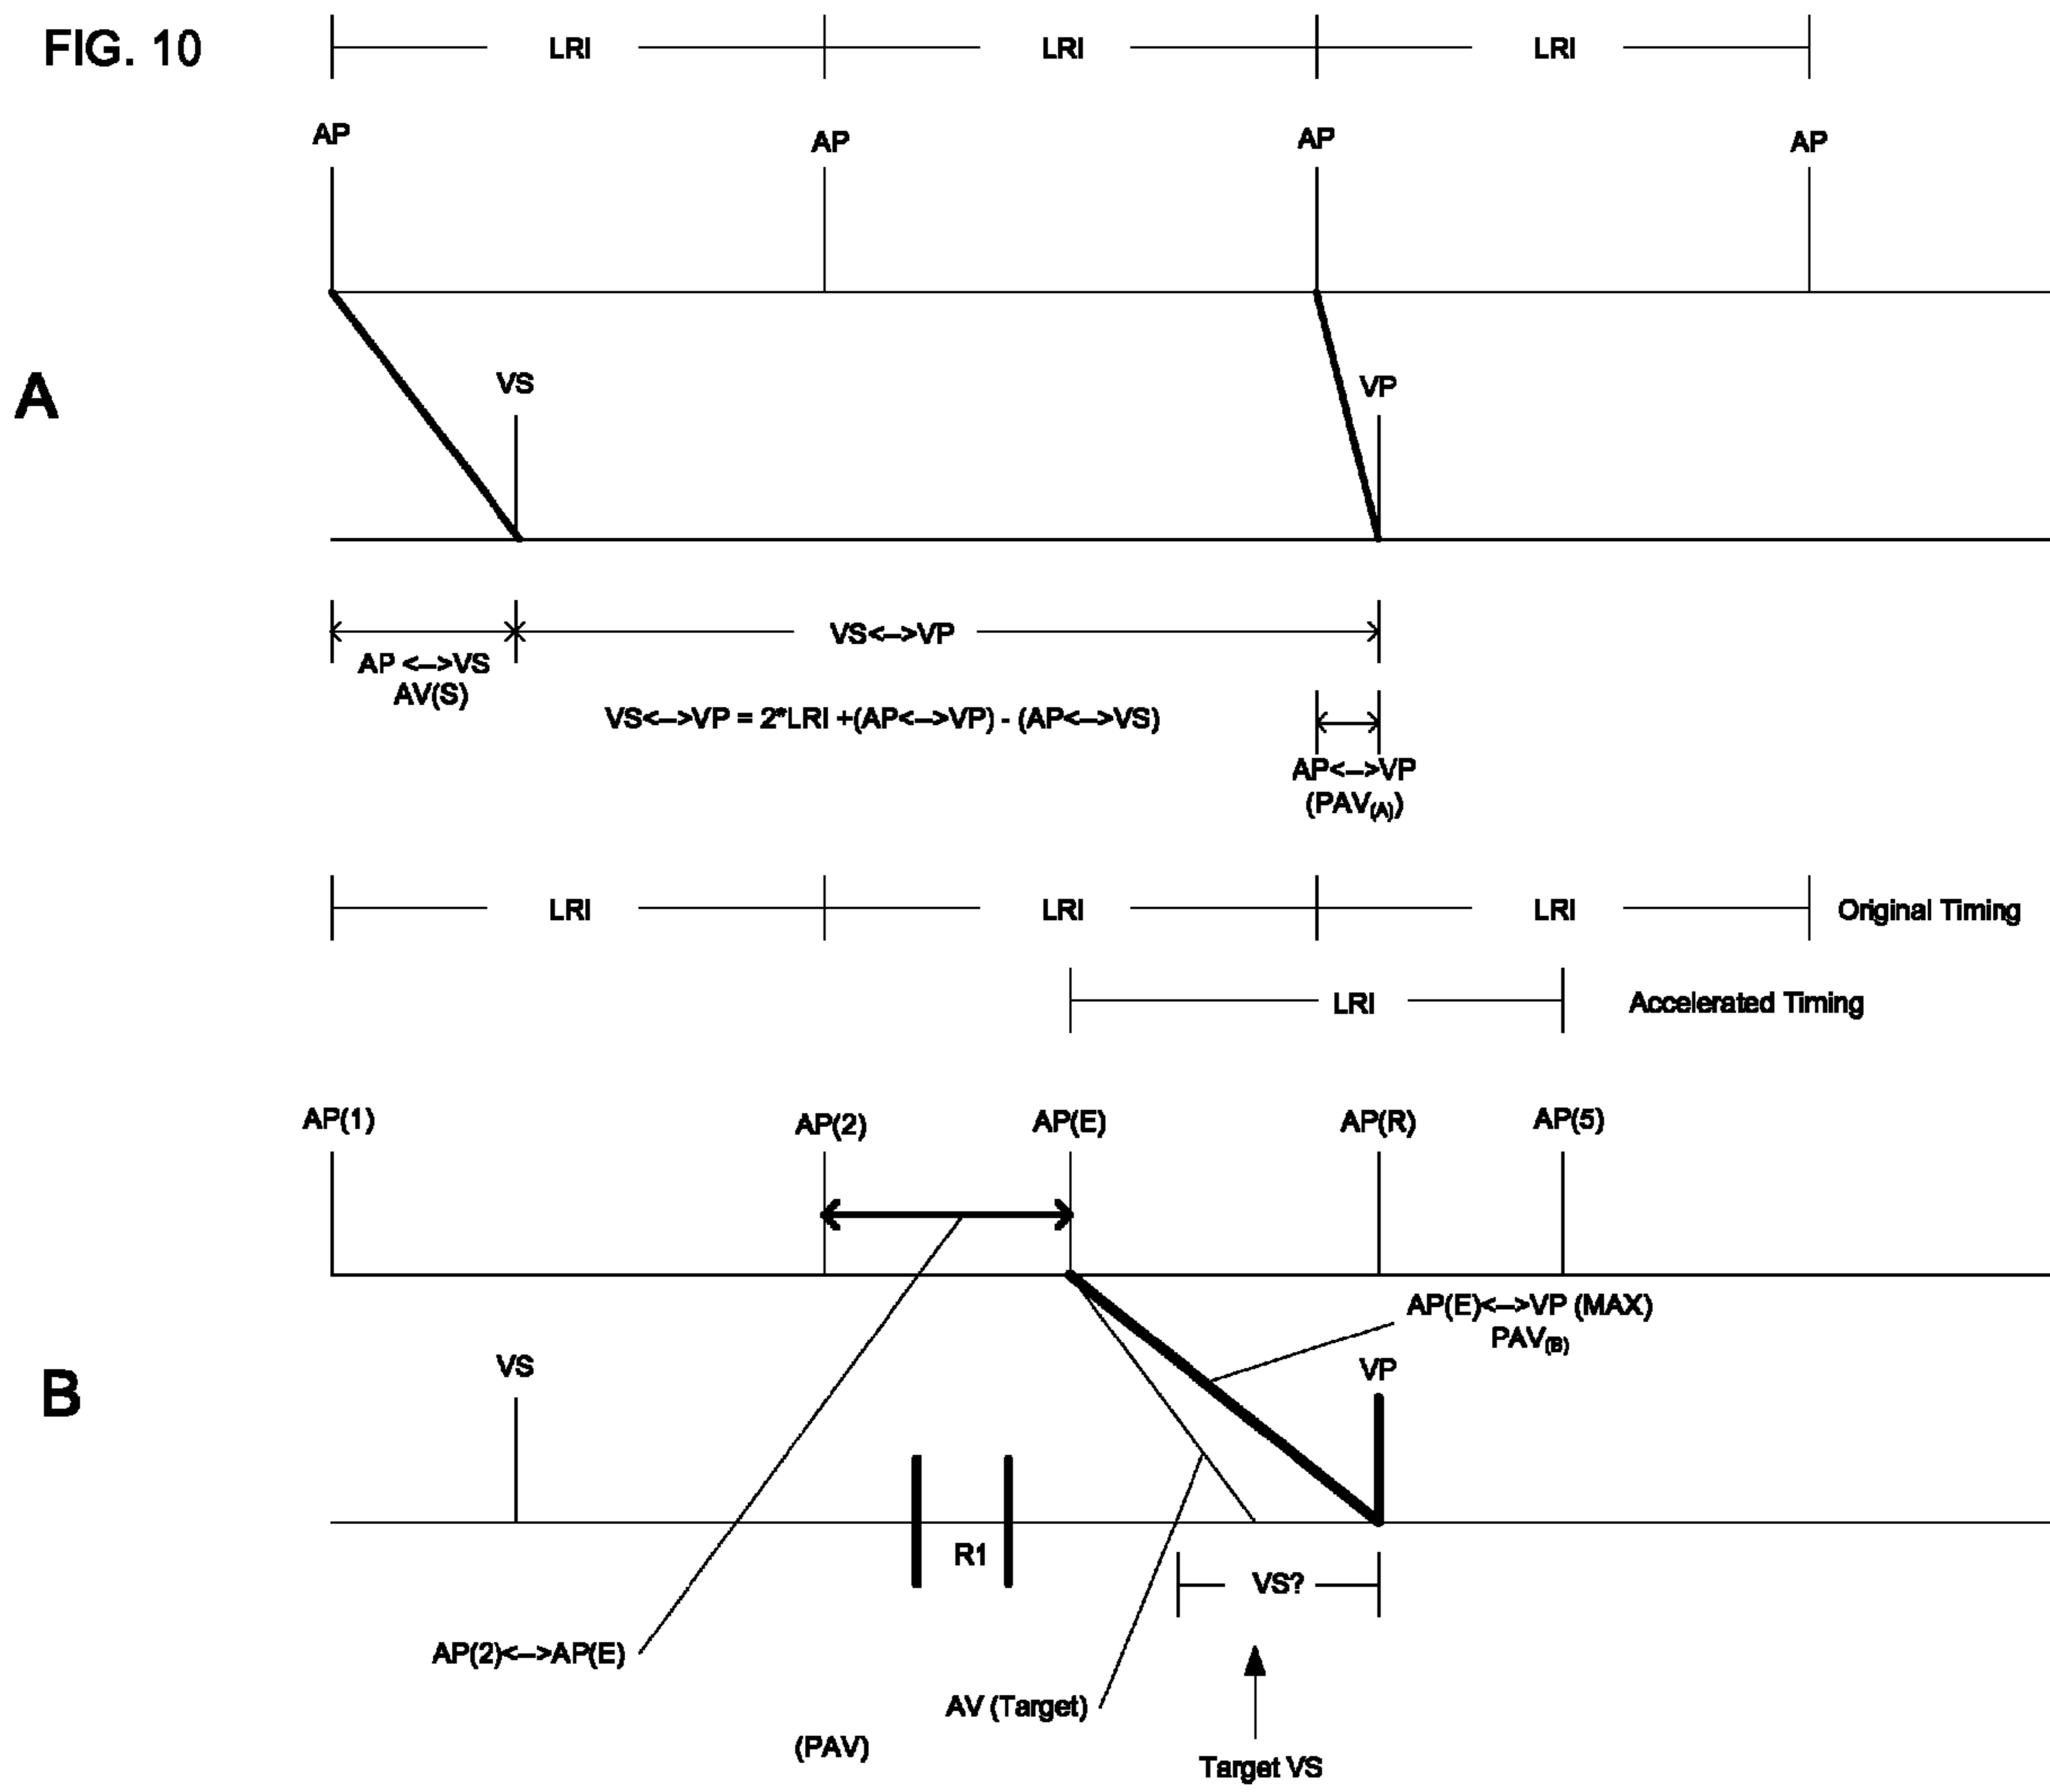 FIG. 10
LRI LRI LRI
AP AP AP AP
A
VS VP
VS<–>VP
AP <–>VS
AV(S)
VS<–>VP = 2*LRI +(AP<–>VP) - (AP<–>VS)
AP<–>VP
(PAV(A))
LRI LRI LRI Original Timing
LRI Accelerated Timing
AP(1) AP(2) AP(E) AP(R) AP(5)
AP(E)<–>VP (MAX)
PAV(B)
B
VS VP
R1
VS?
AP(2)<–>AP(E)
AV (Target)
(PAV)
Target VS